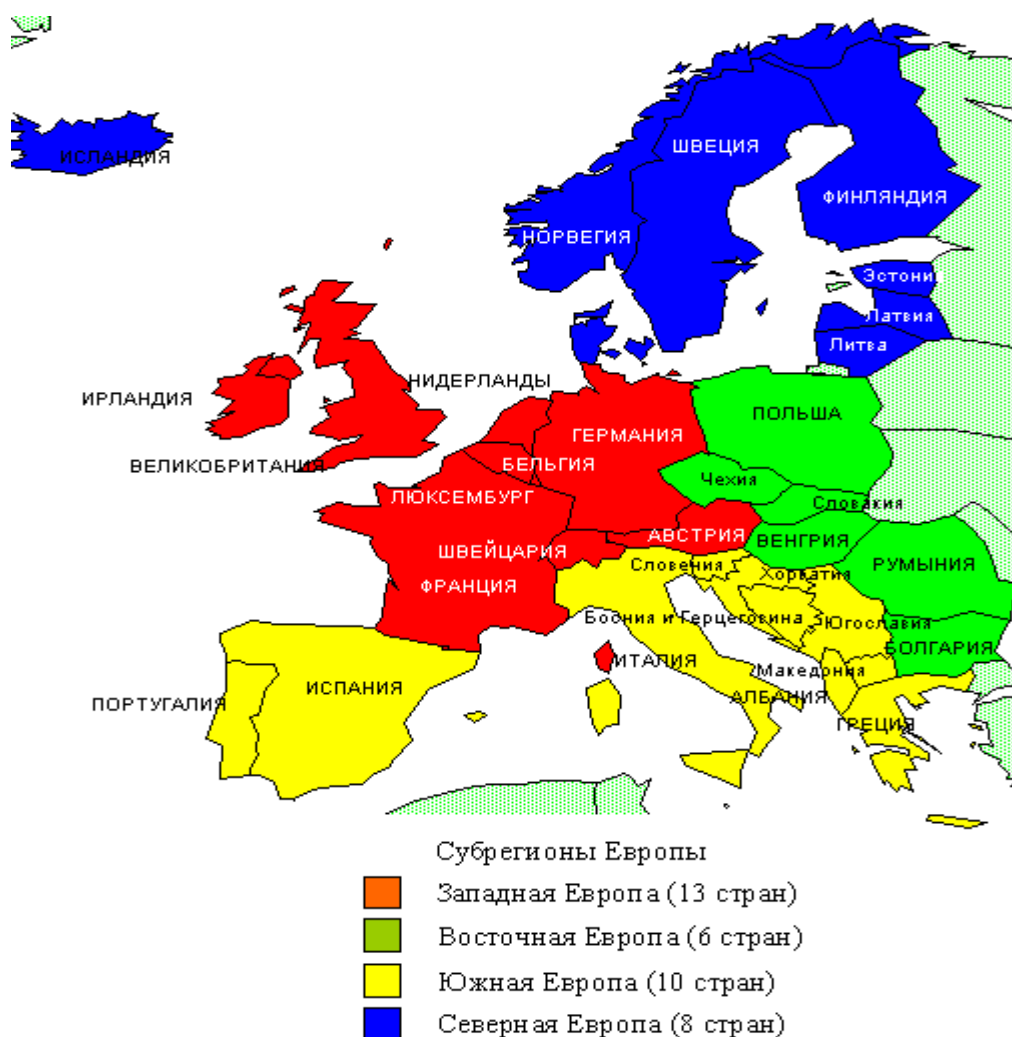 ШВЕЦИЯ
ИСЛАНДИЯ
ФИНЛЯНДИЯ
НОРВЕГИЯ
Эстония
Латвия
Литва
НИДЕРЛАНДЫ
ИРЛАНДИЯ
ПОЛЬША
ГЕРМАНИЯ
ВЕЛИКОБРИТАНИЯ
БЕЛЬГИЯ
Чехия
ЛЮКСЕМБУРГ
Словакия
АВСТРИЯ
ВЕНГРИЯ
ШВЕЙЦАРИЯ
РУМЫНИЯ
Словения
Хорватия
ФРАНЦИЯ
Босния и Герцеговина
Югославия
БОЛГАРИЯ
ИТАЛИЯ
Македония
ИСПАНИЯ
АЛБАНИЯ
ПОРТУГАЛИЯ
ГРЕЦИЯ
Субрегионы Европы
Западная Европа (13 стран)
Восточная Европа (6 стран)
Южная Европа (10 стран)
Северная Европа (8 стран)